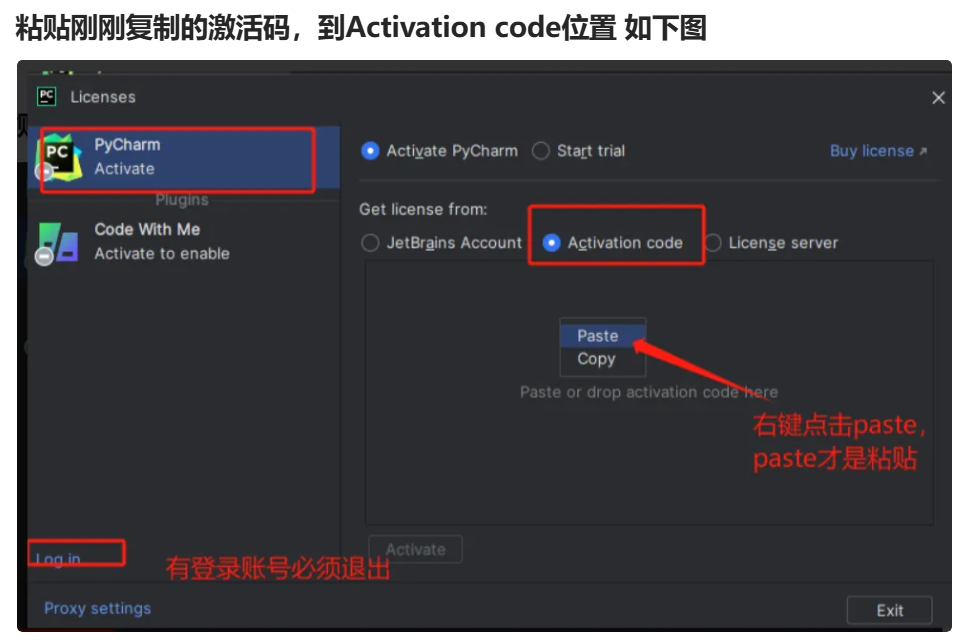 粘贴刚刚复制的激活码，到Activation code位置 如下图
PC
Licenses
PC
PyCharm
Activate
Plugins
Code With Me
Activate to enable
Activate PyCharm
Start trial
Buy license
Get license from:
JetBrains Account
Activation code
License server
Paste
Copy
Paste or drop activation code here
右键点击paste，
paste才是粘贴
Activate
Log in
有登录账号必须退出
Proxy settings
Exit